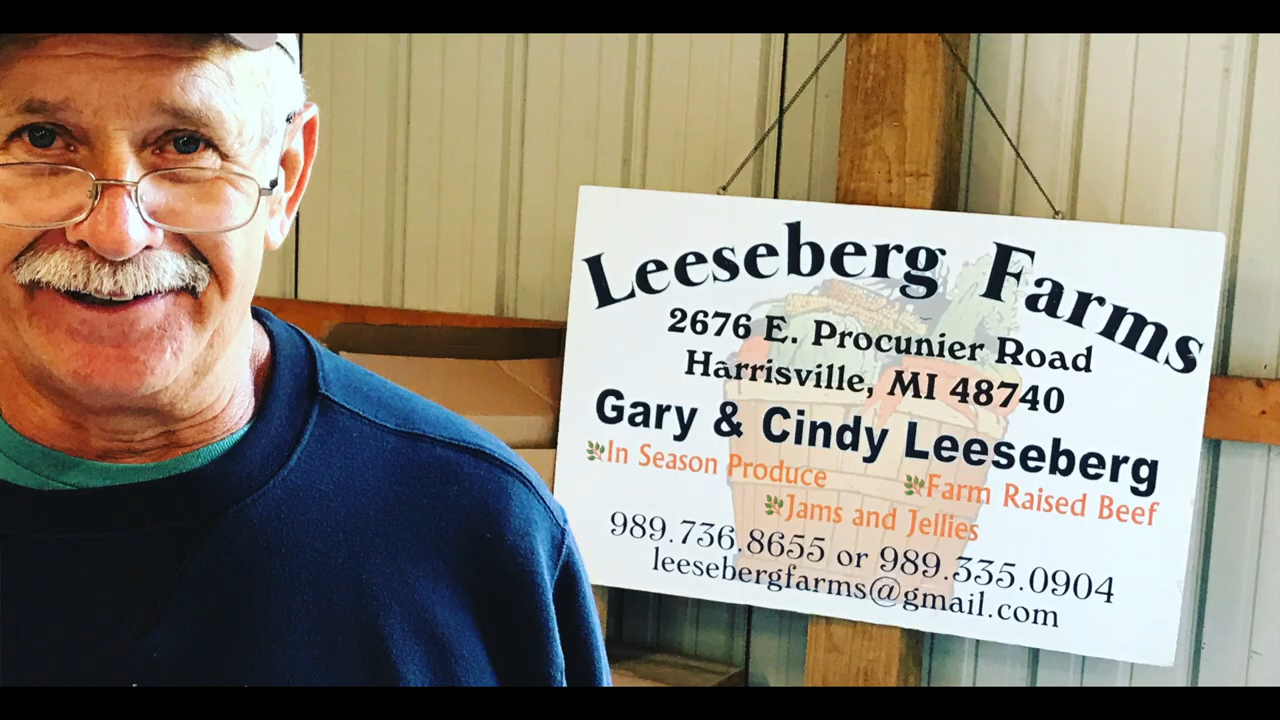 Leeseberg Farms
2676 E. Procunier Road
Harrisville, MI 48740
Gary & Cindy Leeseberg
In Season Produce Farm Raised Beef
Jams and Jellies
989.736.8655 or 989.335.0904
leesebergfarms@gmail.com